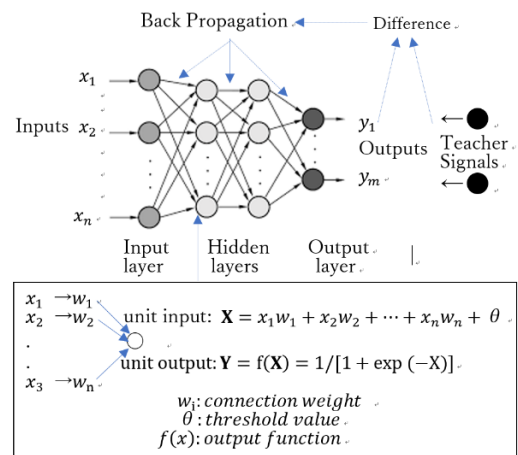 Back Propagation
Difference
x₁
Inputs x₂
xₙ
y₁
Outputs
yₘ
Teacher
Signals
Input
layer
Hidden
layers
Output
layer
x₁ →w₁
x₂ →w₂
.
.
x₃ →wₙ
unit input: X = x₁w₁ + x₂w₂ + ⋯ + xₙwₙ + θ
unit output: Y = f(X) = 1/[1 + exp (−X)]
wᵢ: connection weight
θ : threshold value
f(x): output function